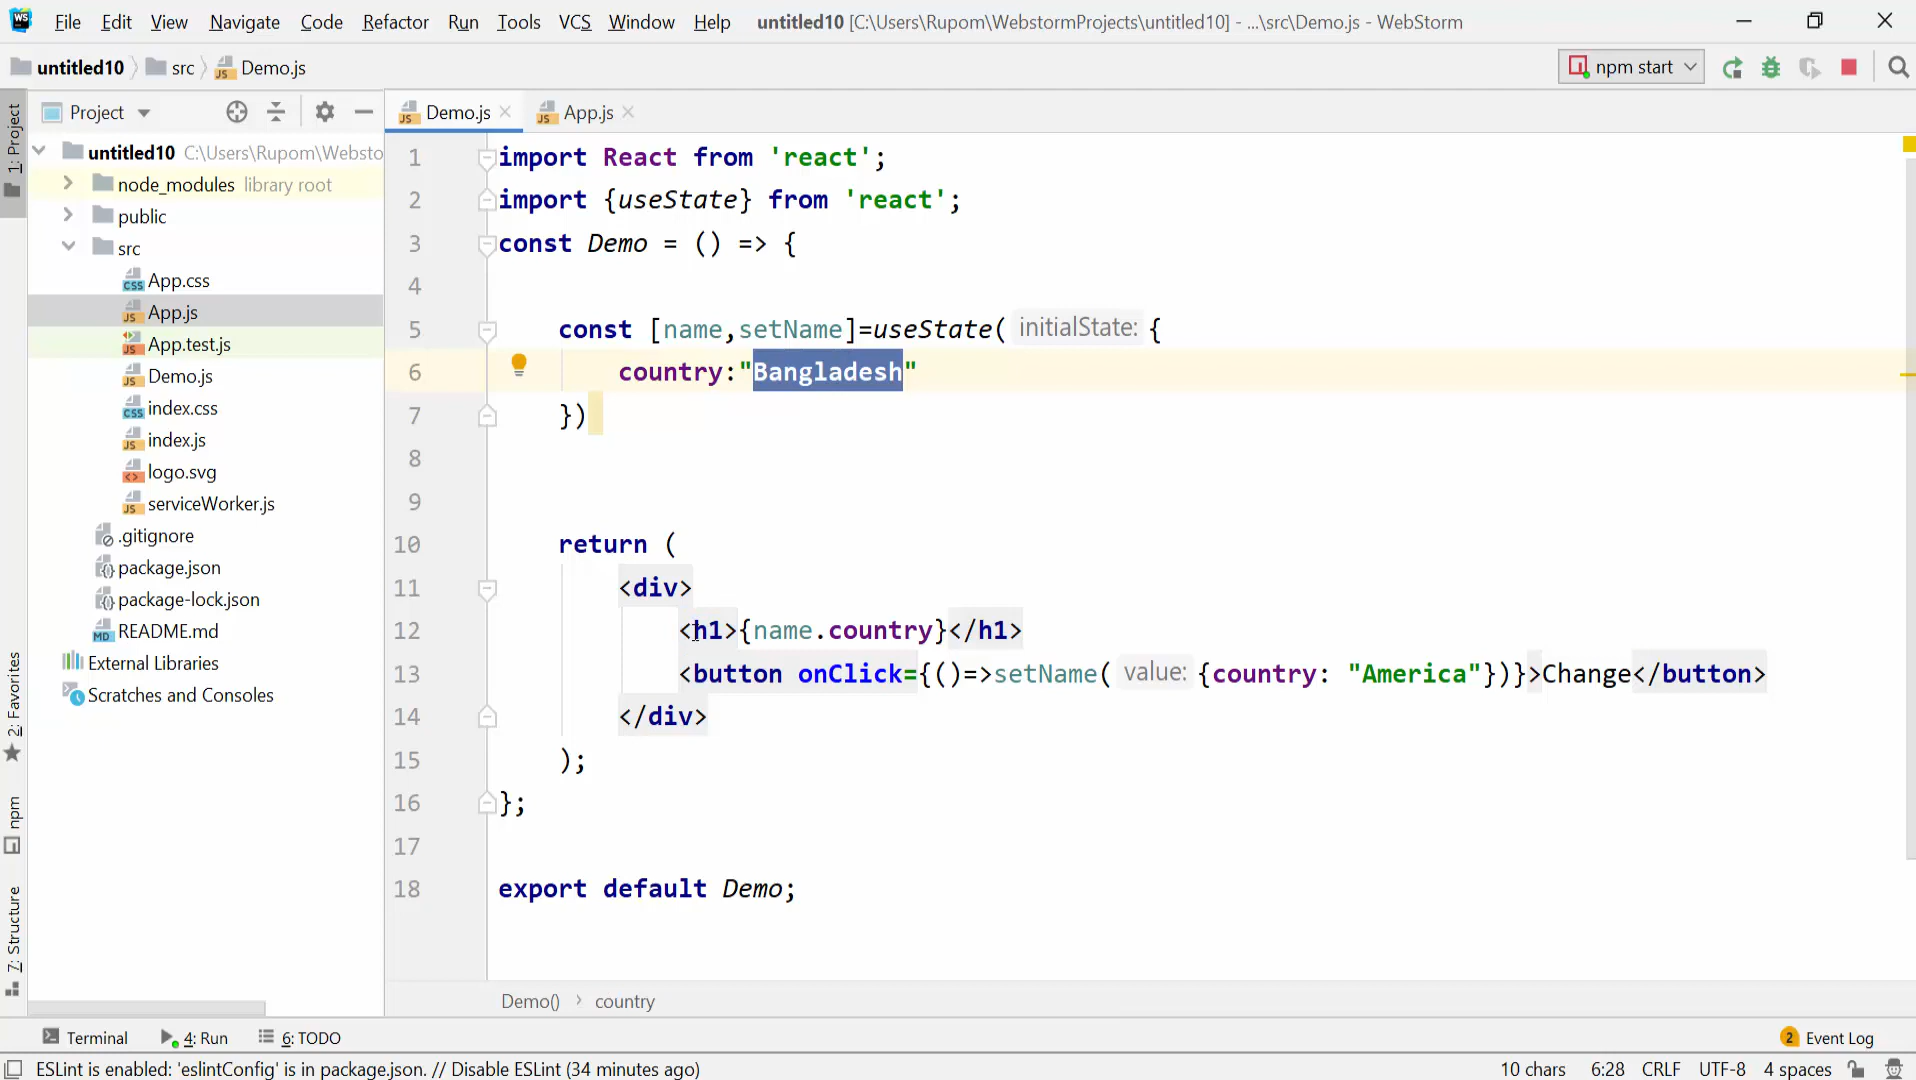 WS File Edit View Navigate Code Refactor Run Tools VCS Window Help untitled10 [C:\Users\Rupom\WebstormProjects\untitled10] - ...\src\Demo.js - WebStorm
untitled10 src Demo.js npm start
1: Project
Project
Demo.js App.js
untitled10 C:\Users\Rupom\Websto
node_modules library root
public
src
App.css
App.js
App.test.js
Demo.js
index.css
index.js
logo.svg
serviceWorker.js
.gitignore
package.json
package-lock.json
README.md
External Libraries
Scratches and Consoles
2: Favorites
npm
7: Structure
1 import React from 'react';
2 import {useState} from 'react';
3 const Demo = () => {
4
5 const [name,setName]=useState( initialState: {
6 country:"Bangladesh"
7 })
8
9
10 return (
11 <div>
12 <h1>{name.country}</h1>
13 <button onClick={()=>setName( value: {country: "America"})}>Change</button>
14 </div>
15 );
16 };
17
18 export default Demo;
Demo() › country
Terminal 4: Run 6: TODO 2 Event Log
ESLint is enabled: 'eslintConfig' is in package.json. // Disable ESLint (34 minutes ago) 10 chars 6:28 CRLF UTF-8 4 spaces